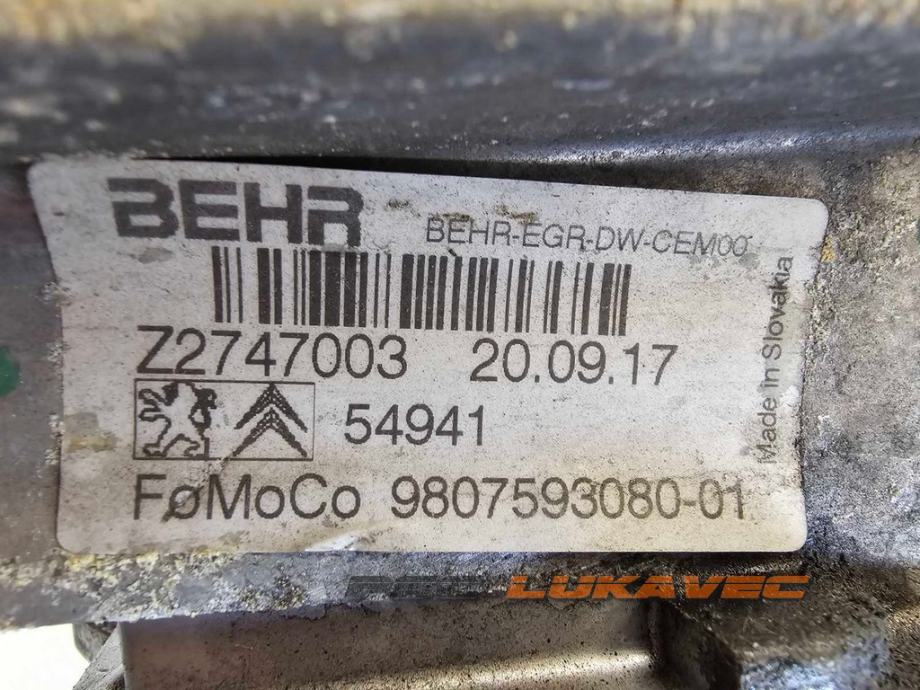 BEHR
BEHR-EGR-DW-CEM00
Made in Slovakia
Z2747003 20.09.17
54941
FøMoCo 9807593080-01
LUKAVEC